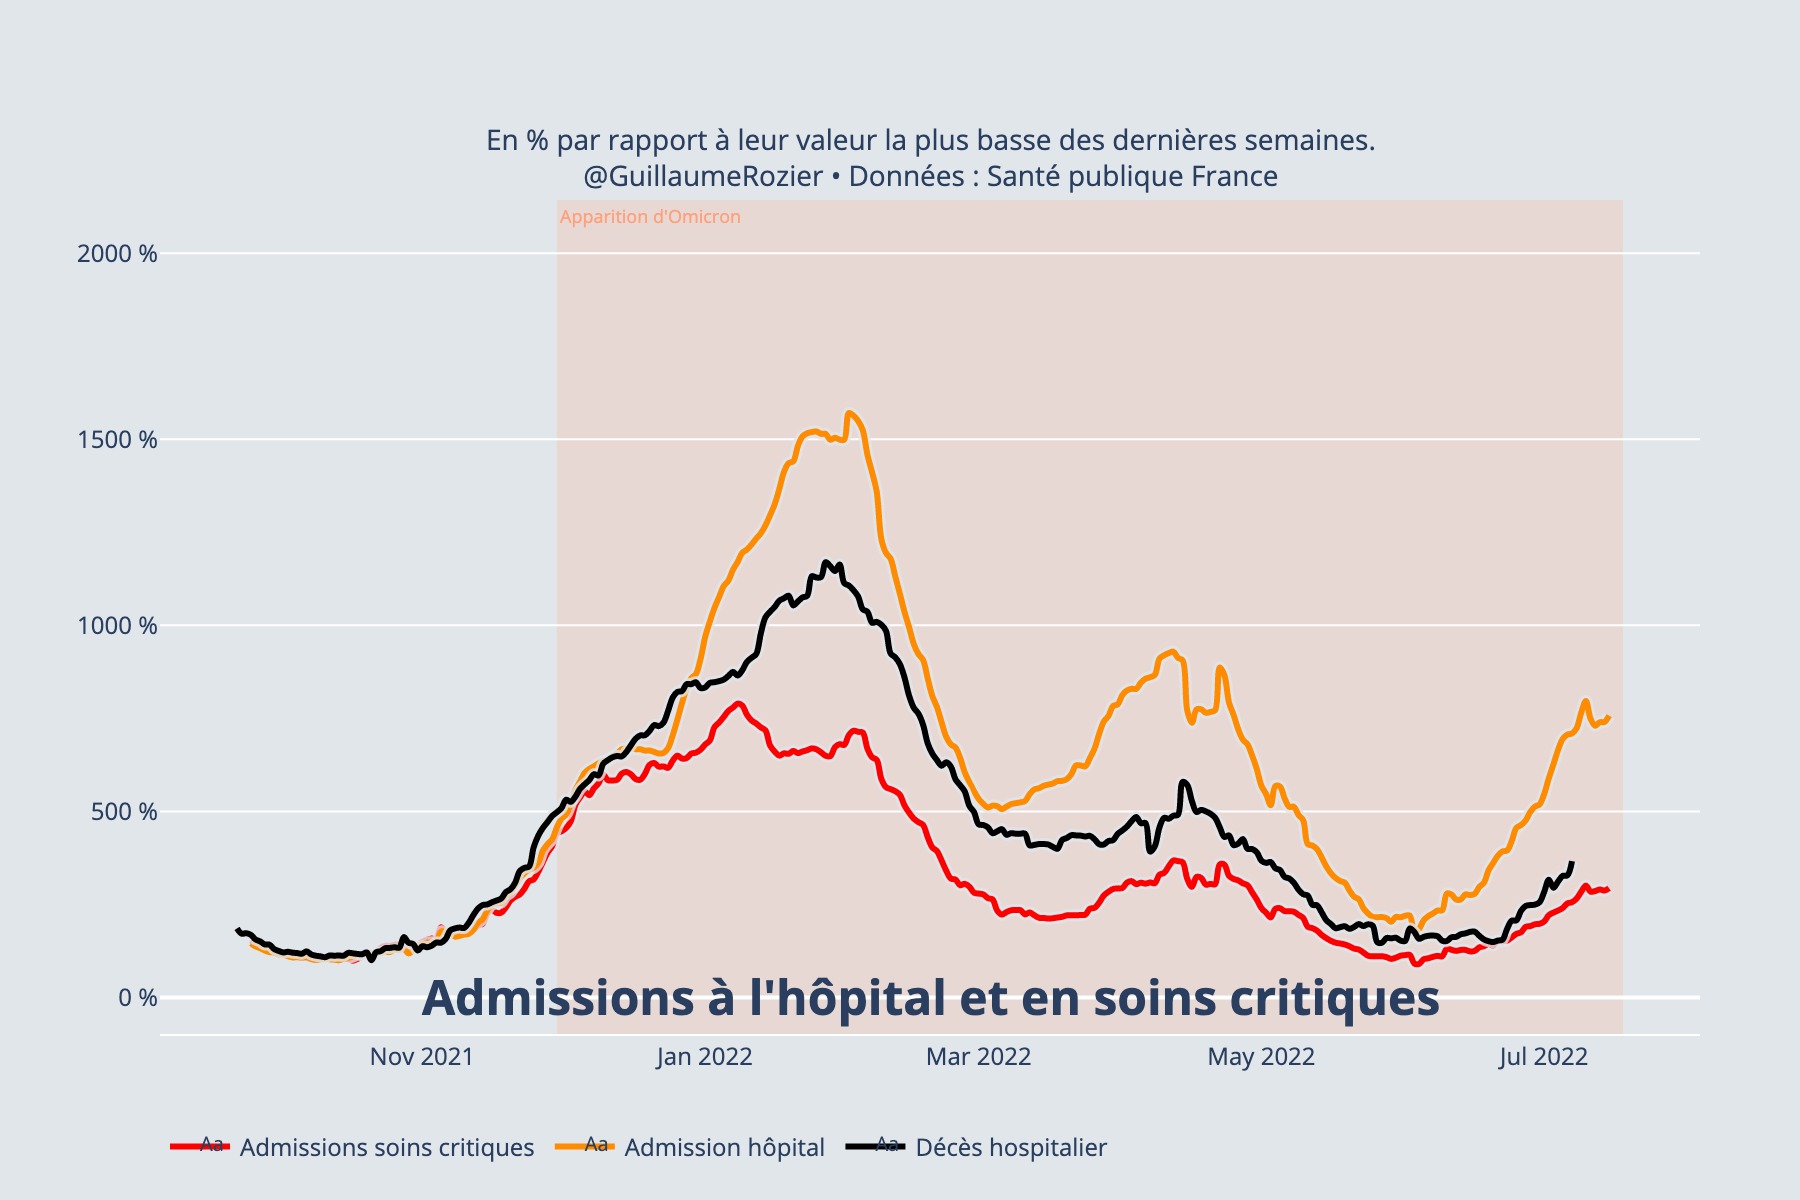 En % par rapport à leur valeur la plus basse des dernières semaines.
@GuillaumeRozier • Données : Santé publique France
Apparition d'Omicron
2000 %
1500 %
1000 %
500 %
0 %
Admissions à l'hôpital et en soins critiques
Nov 2021 Jan 2022 Mar 2022 May 2022 Jul 2022
Aa Admissions soins critiques Aa Admission hôpital Aa Décès hospitalier